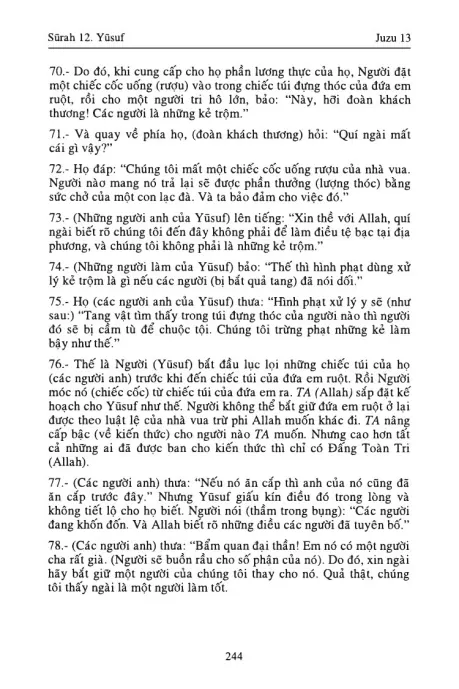 Sūrah 12. Yūsuf
Juzu 13
70.- Do đó, khi cung cấp cho họ phần lương thực của họ, Người đặt
một chiếc cốc uống (rượu) vào trong chiếc túi đựng thóc của đứa em
ruột, rồi cho một người tri hô lớn, bảo: “Này, hỡi đoàn khách
thương! Các người là những kẻ trộm.”
71.- Và quay về phía họ, (đoàn khách thương) hỏi: “Quí ngài mất
cái gì vậy?”
72.- Họ đáp: “Chúng tôi mất một chiếc cốc uống rượu của nhà vua.
Người nào mang nó trả lại sẽ được phần thưởng (lượng thóc) bằng
sức chở của một con lạc đà. Và ta bảo đảm cho việc đó.”
73.- (Những người anh của Yūsuf) lên tiếng: “Xin thề với Allah, quí
ngài biết rõ chúng tôi đến đây không phải để làm điều tệ bạc tại địa
phương, và chúng tôi không phải là những kẻ trộm.”
74.- (Những người làm của Yūsuf) bảo: “Thế thì hình phạt dùng xử
lý kẻ trộm là gì nếu các người (bị bắt quả tang) đã nói dối.”
75.- Họ (các người anh của Yūsuf) thưa: “Hình phạt xử lý y sẽ (như
sau:) “Tang vật tìm thấy trong túi đựng thóc của người nào thì người
đó sẽ bị cầm tù để chuộc tội. Chúng tôi trừng phạt những kẻ làm
bậy như thế.”
76.- Thế là Người (Yūsuf) bắt đầu lục lọi những chiếc túi của họ
(các người anh) trước khi đến chiếc túi của đứa em ruột. Rồi Người
móc nó (chiếc cốc) từ chiếc túi của đứa em ra. TA (Allah) sắp đặt kế
hoạch cho Yūsuf như thế. Người không thể bắt giữ đứa em ruột ở lại
được theo luật lệ của nhà vua trừ phi Allah muốn khác đi. TA nâng
cấp bậc (về kiến thức) cho người nào TA muốn. Nhưng cao hơn tất
cả những ai đã được ban cho kiến thức thì chỉ có Đấng Toàn Tri
(Allah).
77.- (Các người anh) thưa: “Nếu nó ăn cắp thì anh của nó cũng đã
ăn cắp trước đây.” Nhưng Yūsuf giấu kín điều đó trong lòng và
không tiết lộ cho họ biết. Người nói (thầm trong bụng): “Các người
đang khốn đốn. Và Allah biết rõ những điều các người đã tuyên bố.”
78.- (Các người anh) thưa: “Bẩm quan đại thần! Em nó có một người
cha rất già. (Người sẽ buồn rầu cho số phận của nó). Do đó, xin ngài
hãy bắt giữ một người của chúng tôi thay cho nó. Quả thật, chúng
tôi thấy ngài là một người làm tốt.
244